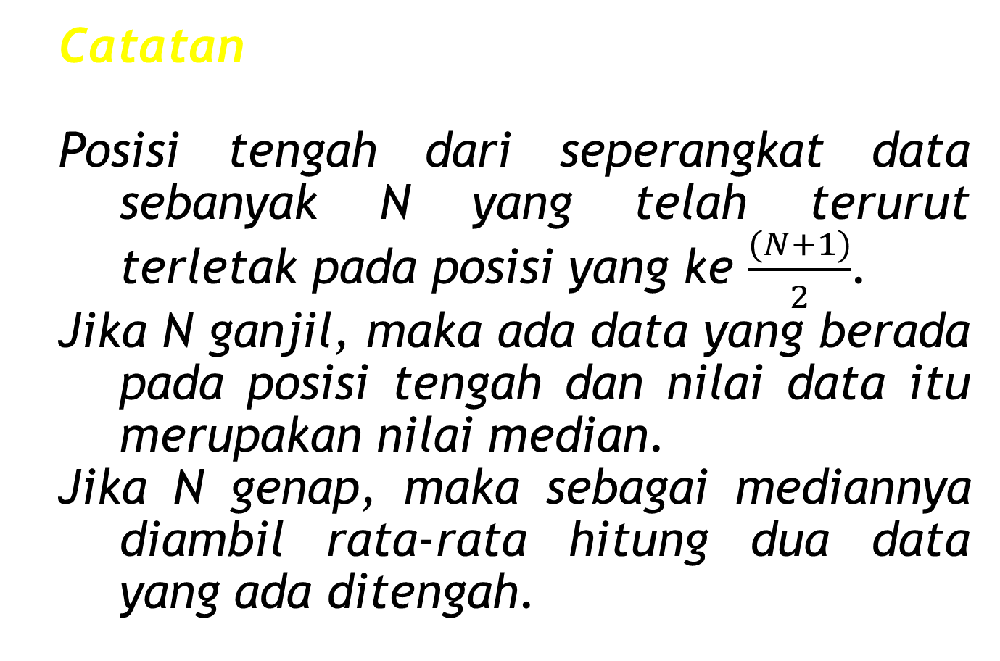 Catatan
Posisi tengah dari seperangkat data
sebanyak N yang telah terurut
terletak pada posisi yang ke (N+1)/2.
Jika N ganjil, maka ada data yang berada
pada posisi tengah dan nilai data itu
merupakan nilai median.
Jika N genap, maka sebagai mediannya
diambil rata-rata hitung dua data
yang ada ditengah.